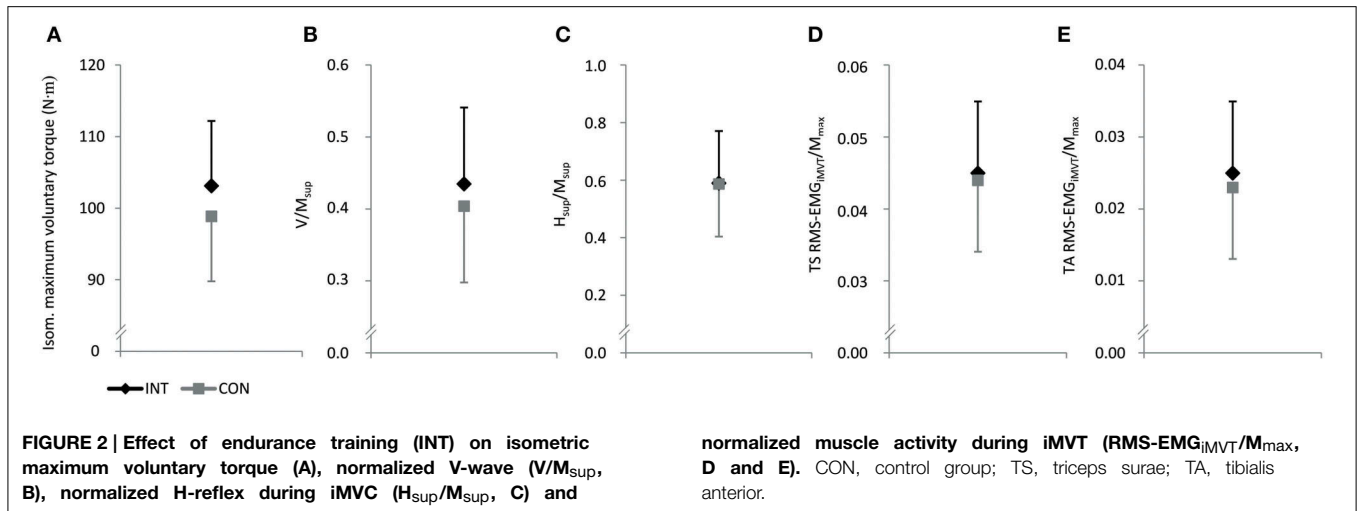 A
B
C
D
E
Isom. maximum voluntary torque (N·m)
120
110
100
90
0
V/Msup
0.6
0.5
0.4
0.3
0.0
Hsup/Msup
1.0
0.8
0.6
0.4
0.2
0.0
TS RMS-EMGiMVT/Mmax
0.06
0.05
0.04
0.03
0.00
TA RMS-EMGiMVT/Mmax
0.04
0.03
0.02
0.01
0.00
INT CON
FIGURE 2 | Effect of endurance training (INT) on isometric
maximum voluntary torque (A), normalized V-wave (V/Msup,
B), normalized H-reflex during iMVC (Hsup/Msup, C) and
normalized muscle activity during iMVT (RMS-EMGiMVT/Mmax,
D and E). CON, control group; TS, triceps surae; TA, tibialis
anterior.